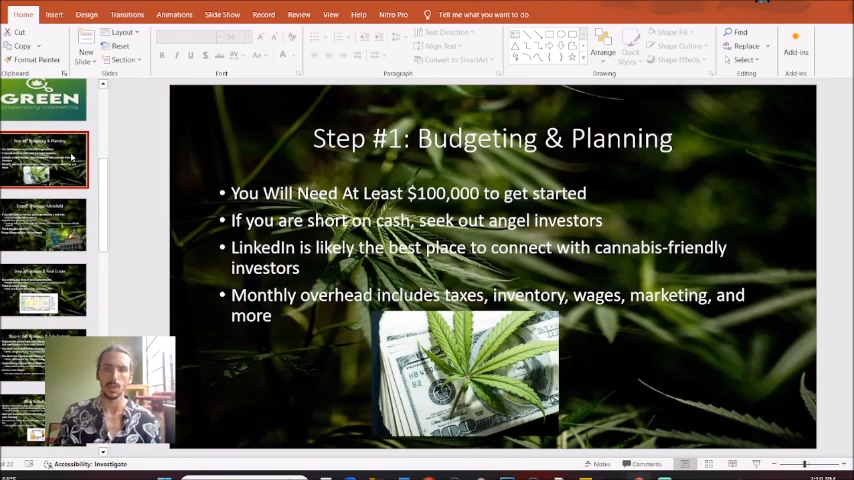 Home Insert Design Transitions Animations Slide Show Record Review View Help Nitro Pro Tell me what you want to do
Cut
Copy
Format Painter
Clipboard
New
Slide
Layout
Reset
Section
Slides
Font
Text Direction
Align Text
Convert to SmartArt
Paragraph
Arrange
Quick
Styles
Shape Fill
Shape Outline
Shape Effects
Drawing
Find
Replace
Select
Editing
Add-ins
Add-ins
GREEN
Step #1: Budgeting & Planning
• You Will Need At Least $100,000 to get started
• If you are short on cash, seek out angel investors
• LinkedIn is likely the best place to connect with cannabis-friendly
investors
• Monthly overhead includes taxes, inventory, wages, marketing, and
more
of 22 Accessibility: Investigate Notes Comments